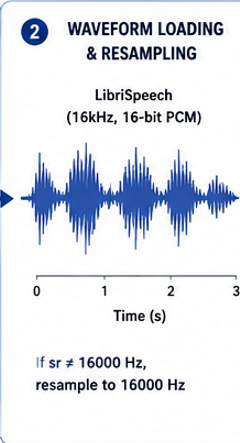 2 WAVEFORM LOADING
& RESAMPLING
LibriSpeech
(16kHz, 16-bit PCM)
0 1 2 3
Time (s)
If sr ≠ 16000 Hz,
resample to 16000 Hz